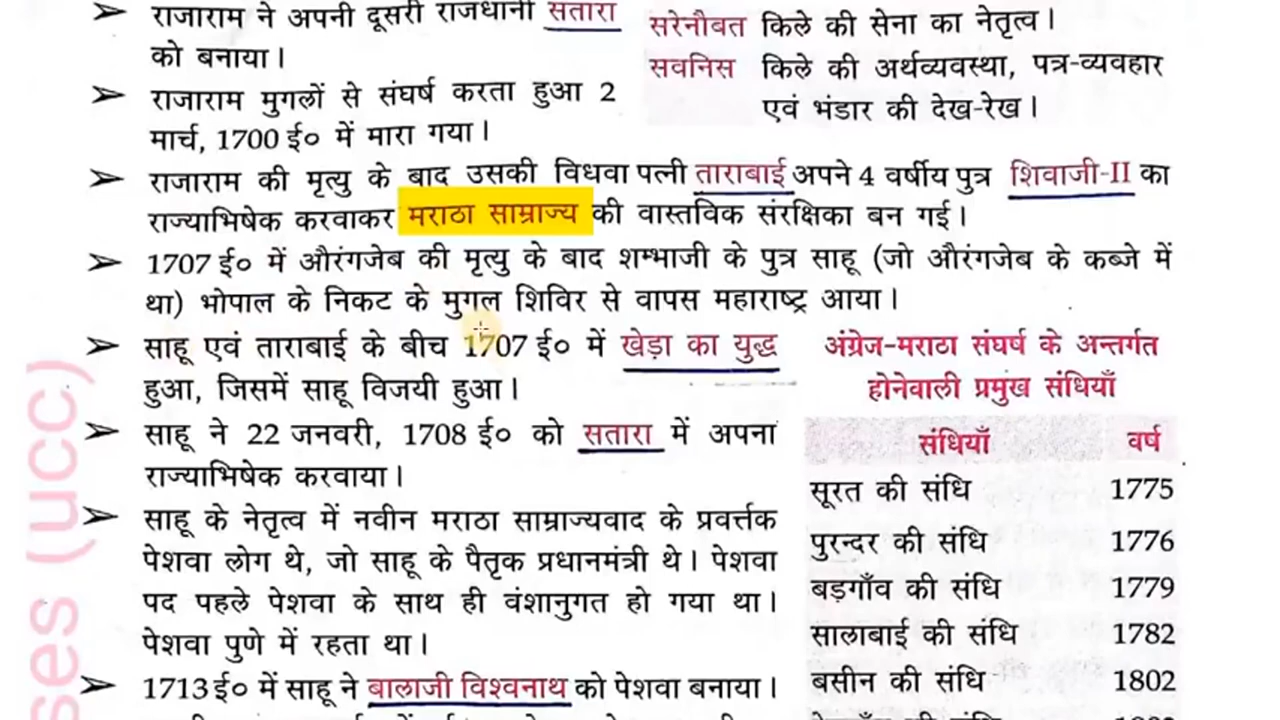 ➢ राजाराम ने अपनी दूसरी राजधानी सतारा
को बनाया।
➢ राजाराम मुगलों से संघर्ष करता हुआ 2
मार्च, 1700 ई० में मारा गया।
सरेनौबत किले की सेना का नेतृत्व।
सवनिस किले की अर्थव्यवस्था, पत्र-व्यवहार
एवं भंडार की देख-रेख।
➢ राजाराम की मृत्यु के बाद उसकी विधवा पत्नी ताराबाई अपने 4 वर्षीय पुत्र शिवाजी-II का
राज्याभिषेक करवाकर मराठा साम्राज्य की वास्तविक संरक्षिका बन गई।
➢ 1707 ई० में औरंगजेब की मृत्यु के बाद शम्भाजी के पुत्र साहू (जो औरंगजेब के कब्जे में
था) भोपाल के निकट के मुगल शिविर से वापस महाराष्ट्र आया।
➢ साहू एवं ताराबाई के बीच 1707 ई० में खेड़ा का युद्ध
हुआ, जिसमें साहू विजयी हुआ।
➢ साहू ने 22 जनवरी, 1708 ई० को सतारा में अपना
राज्याभिषेक करवाया।
➢ साहू के नेतृत्व में नवीन मराठा साम्राज्यवाद के प्रवर्त्तक
पेशवा लोग थे, जो साहू के पैतृक प्रधानमंत्री थे। पेशवा
पद पहले पेशवा के साथ ही वंशानुगत हो गया था।
पेशवा पुणे में रहता था।
➢ 1713 ई० में साहू ने बालाजी विश्वनाथ को पेशवा बनाया।
अंग्रेज-मराठा संघर्ष के अन्तर्गत
होनेवाली प्रमुख संधियाँ
संधियाँ वर्ष
सूरत की संधि 1775
पुरन्दर की संधि 1776
बड़गाँव की संधि 1779
सालाबाई की संधि 1782
बसीन की संधि 1802
ses (ucc)